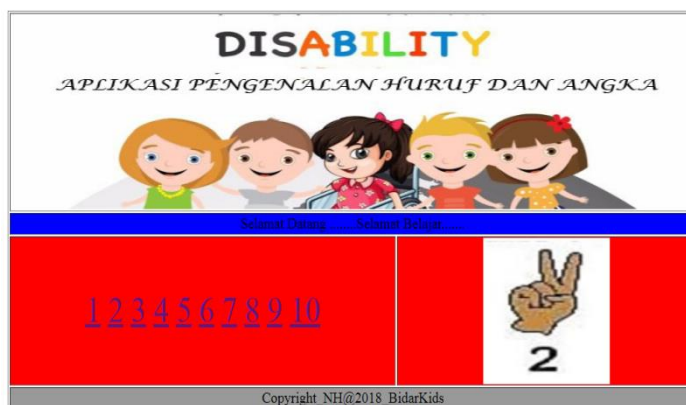 DISABILITY
APLIKASI PENGENALAN HURUF DAN ANGKA
Selamat Datang.........Selamat Belajar......
1 2 3 4 5 6 7 8 9 10
2
Copyright NH@2018 BidarKids